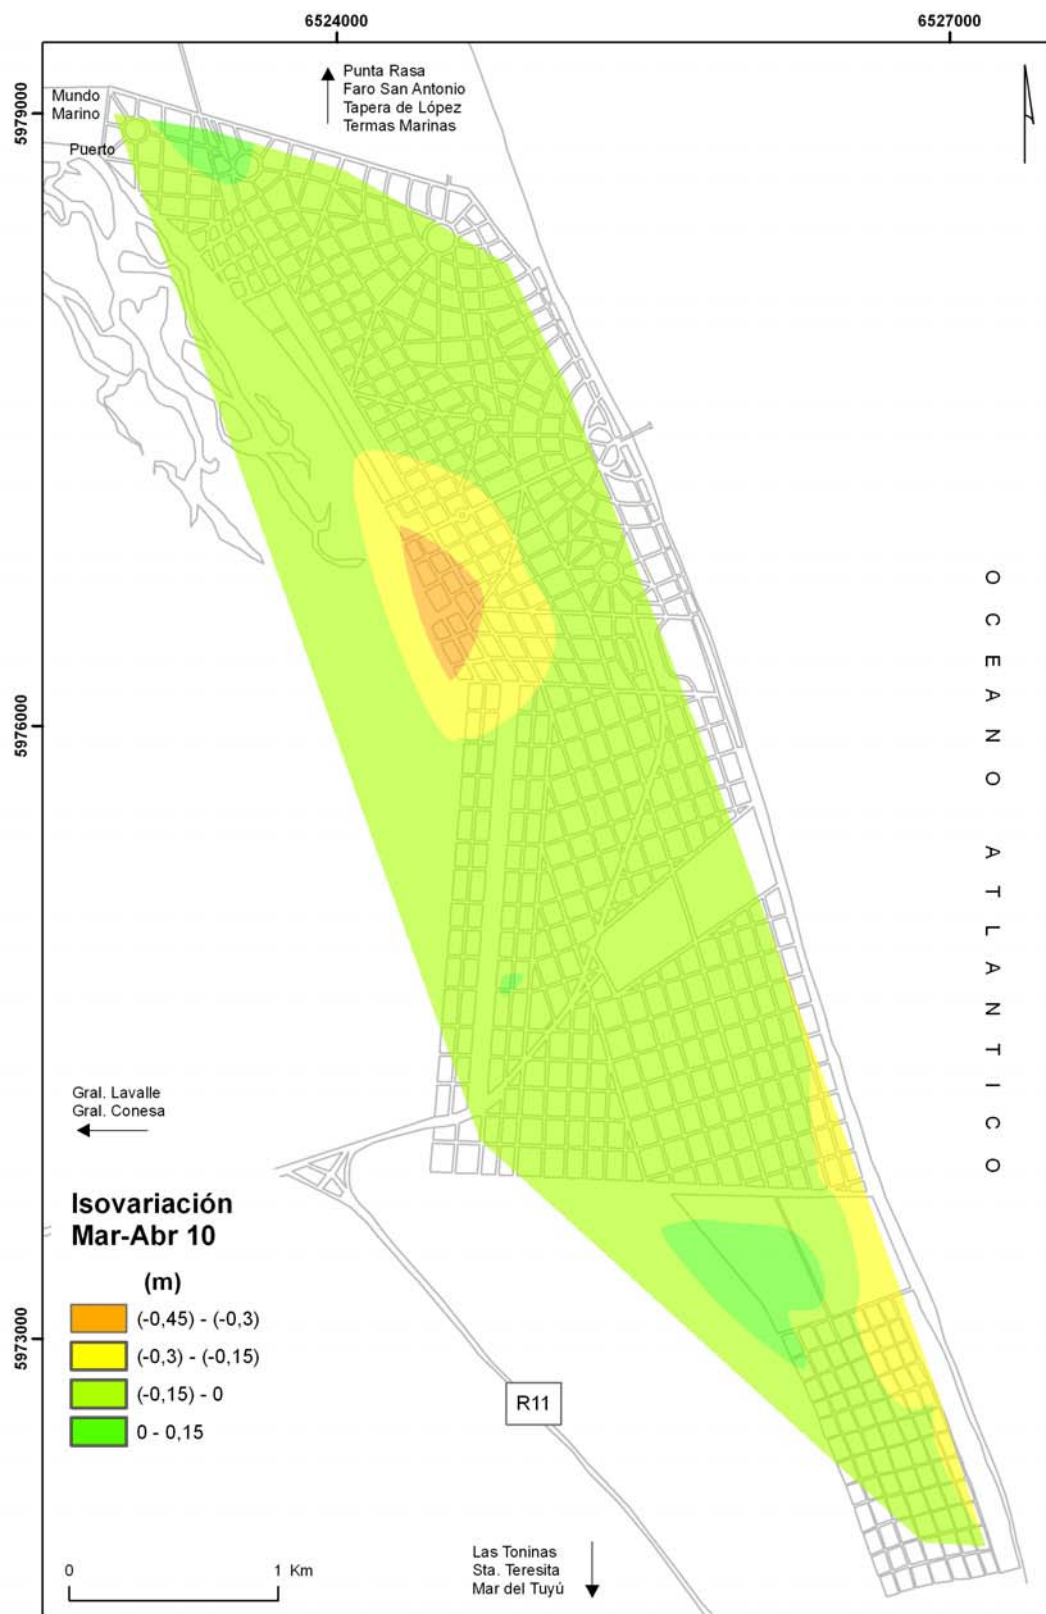 6524000
6527000
5979000
5976000
5973000
Mundo
Marino
Puerto
Punta Rasa
Faro San Antonio
Tapera de López
Termas Marinas
OCEANO ATLANTICO
Gral. Lavalle
Gral. Conesa
Isovariación
Mar-Abr 10
(m)
(-0,45) - (-0,3)
(-0,3) - (-0,15)
(-0,15) - 0
0 - 0,15
R11
0 1 Km
Las Toninas
Sta. Teresita
Mar del Tuyú